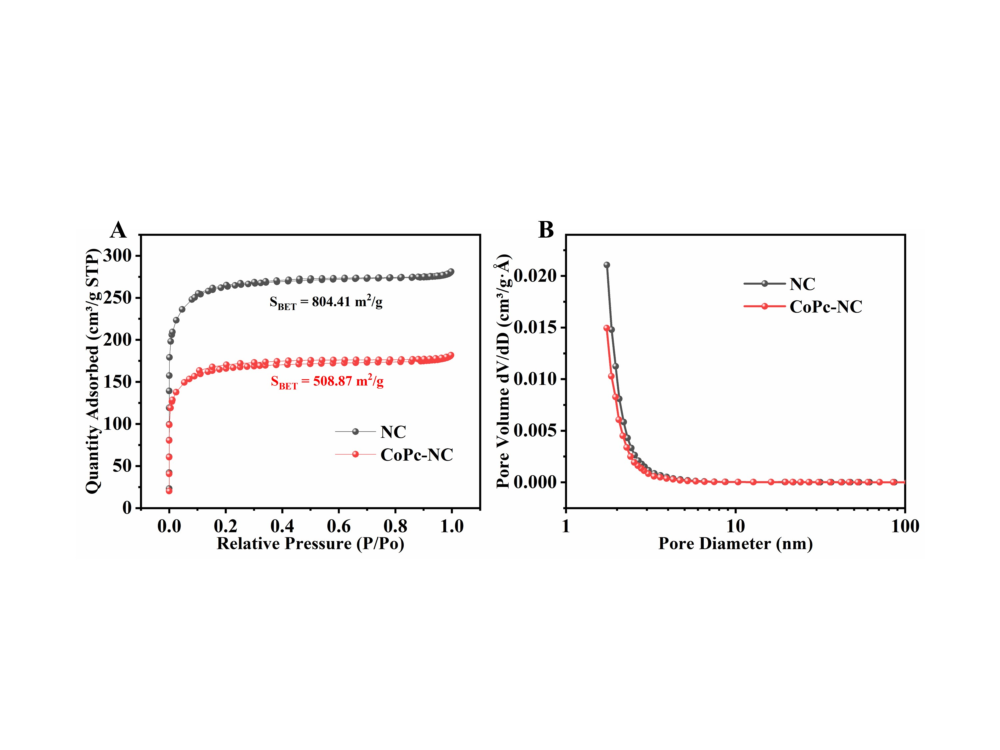 A
Quantity Adsorbed (cm³/g STP)
300
250
200
150
100
50
0
S_BET = 804.41 m²/g
S_BET = 508.87 m²/g
NC
CoPc-NC
0.0 0.2 0.4 0.6 0.8 1.0
Relative Pressure (P/Po)
B
Pore Volume dV/dD (cm³/g·Å)
0.020
0.015
0.010
0.005
0.000
NC
CoPc-NC
1 10 100
Pore Diameter (nm)